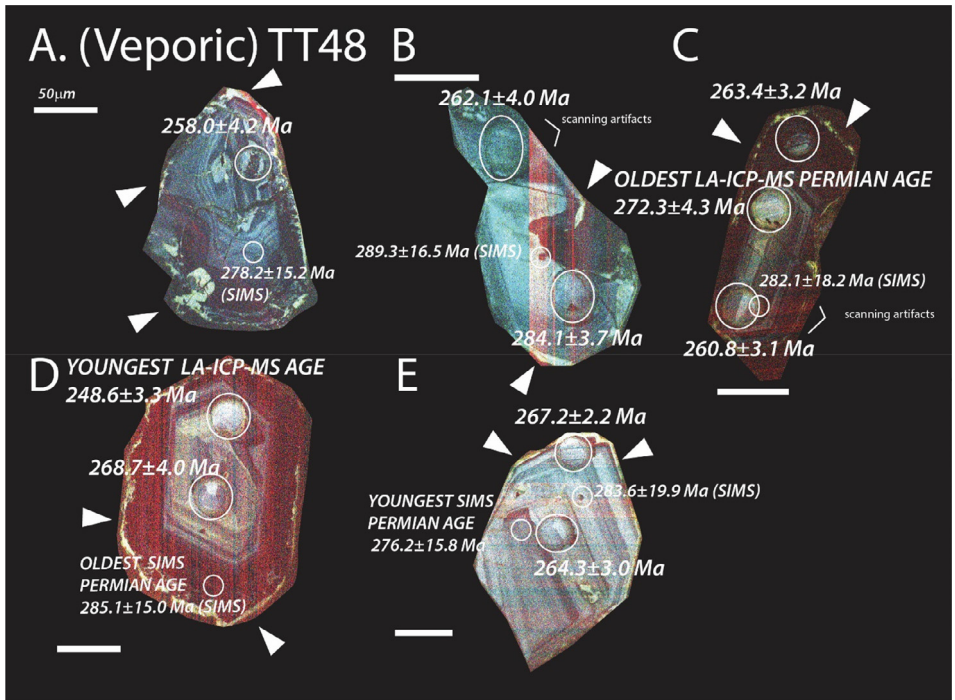 A. (Veporic) TT48
50µm
258.0±4.2 Ma
278.2±15.2 Ma
(SIMS)
B
262.1±4.0 Ma
scanning artifacts
289.3±16.5 Ma (SIMS)
284.1±3.7 Ma
C
263.4±3.2 Ma
OLDEST LA-ICP-MS PERMIAN AGE
272.3±4.3 Ma
282.1±18.2 Ma (SIMS)
scanning artifacts
260.8±3.1 Ma
D
YOUNGEST LA-ICP-MS AGE
248.6±3.3 Ma
268.7±4.0 Ma
OLDEST SIMS
PERMIAN AGE
285.1±15.0 Ma (SIMS)
E
267.2±2.2 Ma
283.6±19.9 Ma (SIMS)
YOUNGEST SIMS
PERMIAN AGE
276.2±15.8 Ma
264.3±3.0 Ma